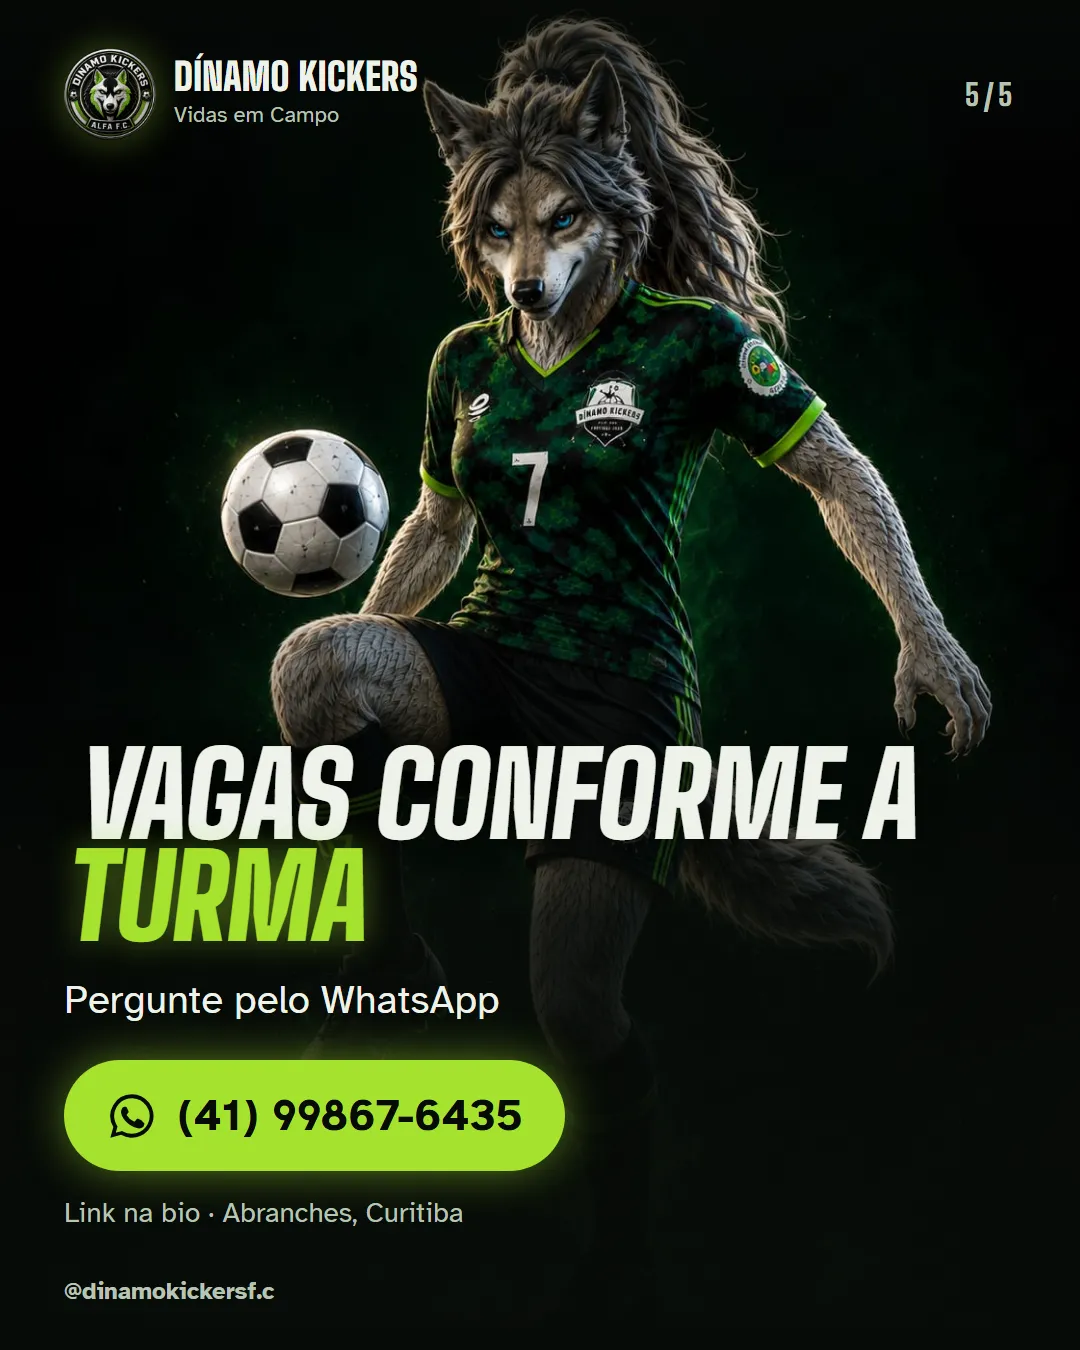 DÍNAMO KICKERS
ALFA F.C
DÍNAMO KICKERS
Vidas em Campo
5/5
DÍNAMO KICKERS
7
VAGAS CONFORME A
TURMA
Pergunte pelo WhatsApp
(41) 99867-6435
Link na bio · Abranches, Curitiba
@dinamokickersf.c